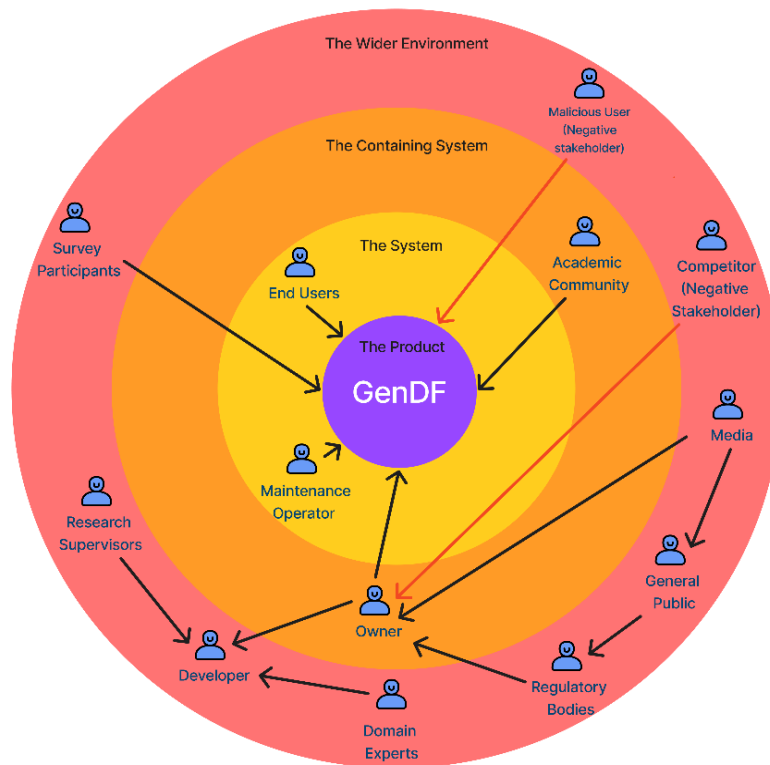 The Wider Environment
Malicious User
(Negative
stakeholder)
The Containing System
Survey
Participants
The System
End Users
Academic
Community
Competitor
(Negative
Stakeholder)
The Product
GenDF
Media
Maintenance
Operator
Research
Supervisors
General
Public
Owner
Developer
Regulatory
Bodies
Domain
Experts